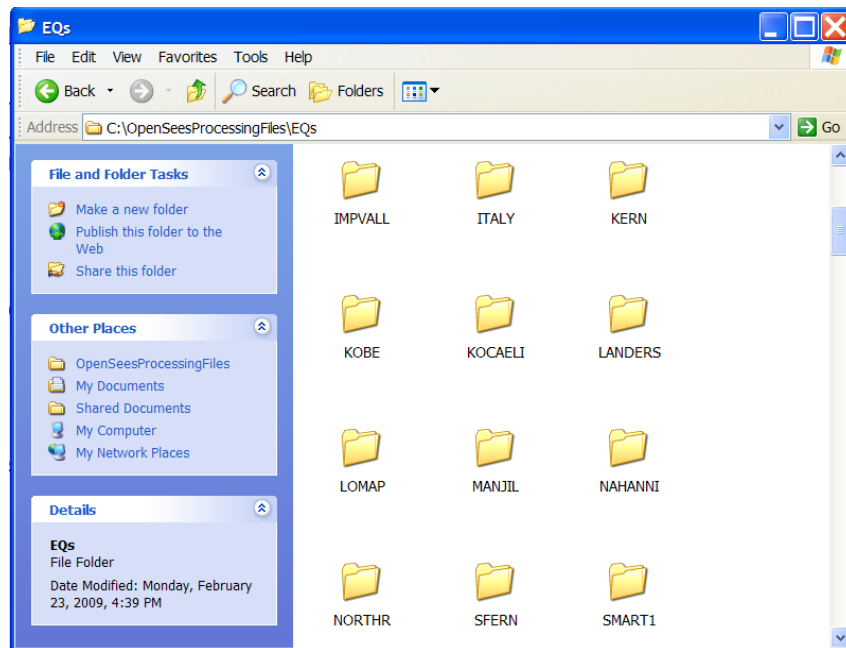 EQs
File Edit View Favorites Tools Help
Back Search Folders
Address C:\OpenSeesProcessingFiles\EQs Go
File and Folder Tasks
Make a new folder
Publish this folder to the
Web
Share this folder
Other Places
OpenSeesProcessingFiles
My Documents
Shared Documents
My Computer
My Network Places
Details
EQs
File Folder
Date Modified: Monday, February
23, 2009, 4:39 PM
IMPVALL ITALY KERN
KOBE KOCAELI LANDERS
LOMAP MANJIL NAHANNI
NORTHR SFERN SMART1